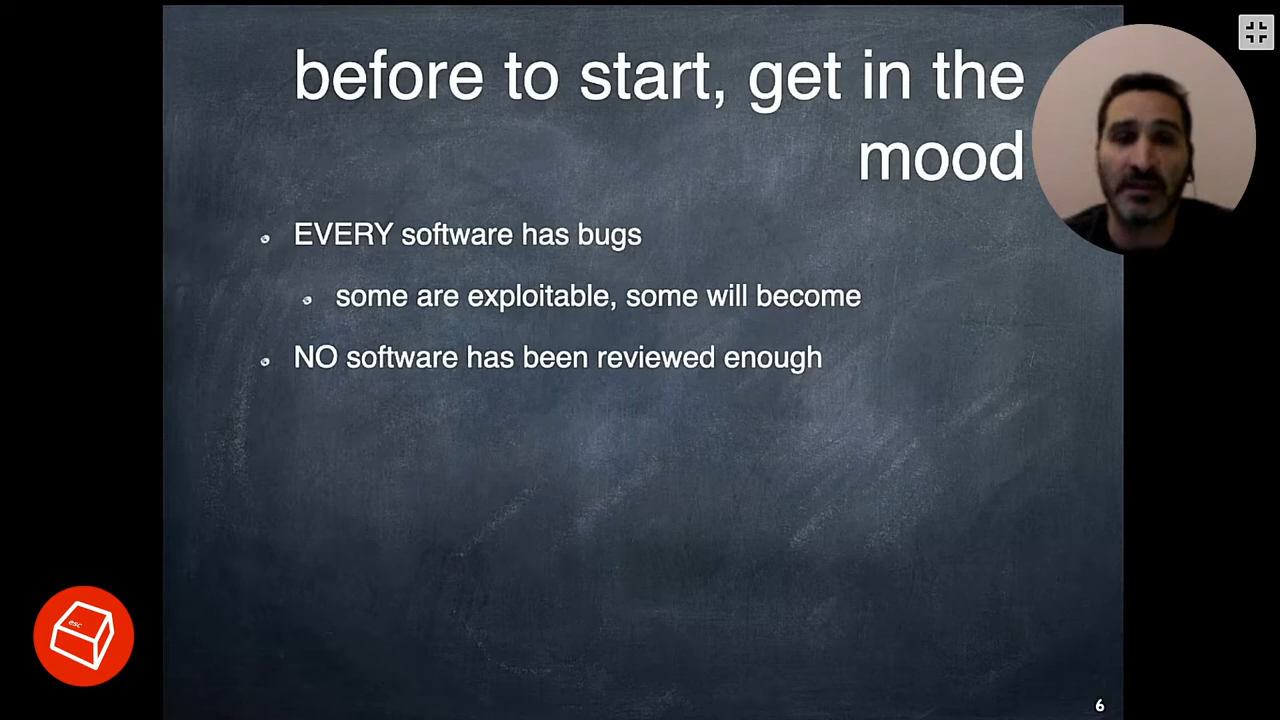 before to start, get in the
mood
EVERY software has bugs
some are exploitable, some will become
NO software has been reviewed enough
esc
6